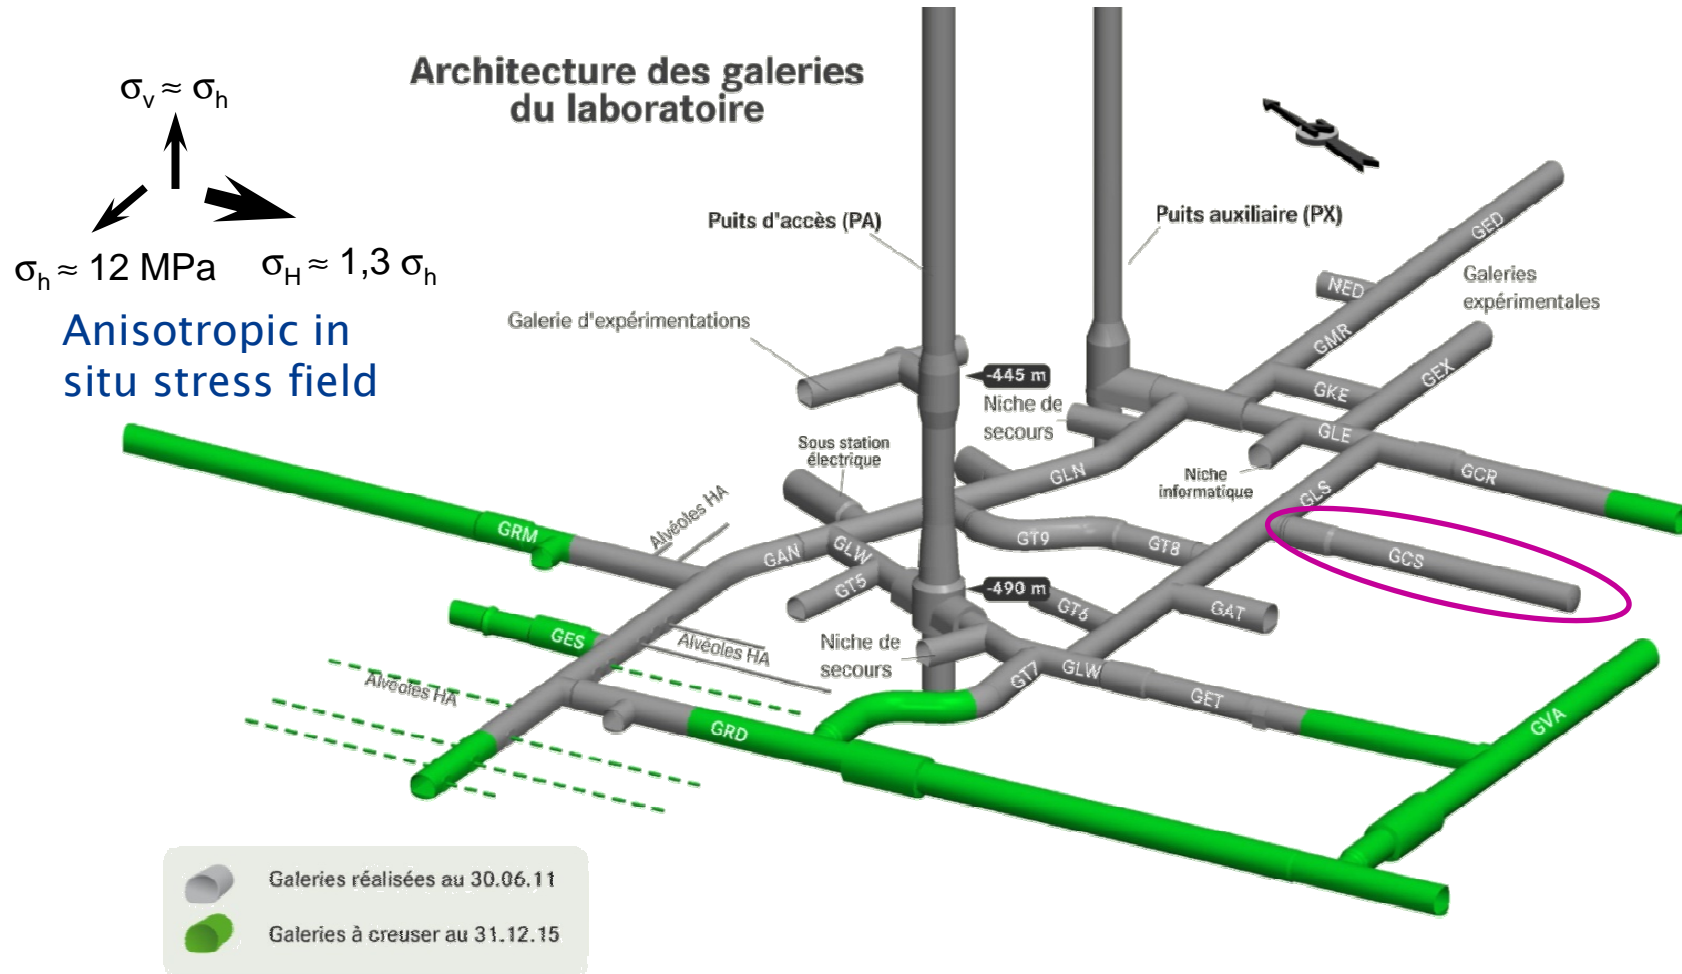 Architecture des galeries
du laboratoire
σv ≈ σh
σh ≈ 12 MPa
σH ≈ 1,3 σh
Anisotropic in
situ stress field
Puits d'accès (PA)
Puits auxiliaire (PX)
Galerie d'expérimentations
Galeries
expérimentales
GED
NED
GMR
GEX
GKE
GLE
GCR
-445 m
Niche de
secours
Sous station
électrique
Niche
informatique
GLN
GLS
GCS
GRM
Alvéoles HA
GAN
GLW
GT9
GT8
GT5
-490 m
GT6
GAT
GES
Alvéoles HA
Niche de
secours
GT7
GLW
GET
Alvéoles HA
GRD
GVA
Galeries réalisées au 30.06.11
Galeries à creuser au 31.12.15